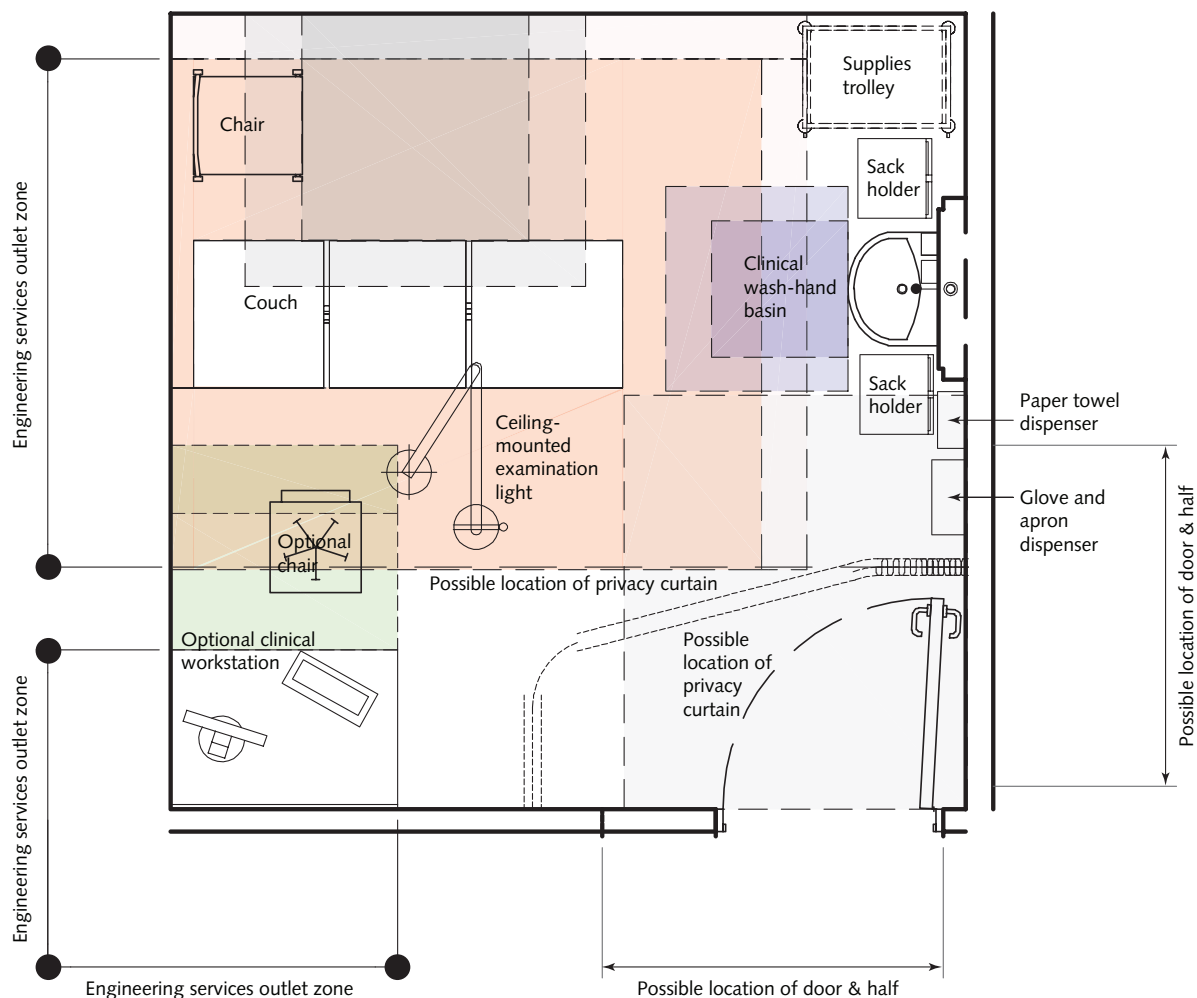 Supplies
trolley
Chair
Sack
holder
Engineering services outlet zone
Clinical
wash-hand
basin
Couch
Sack
holder
Paper towel
dispenser
Ceiling-
mounted
examination
light
Glove and
apron
dispenser
Possible location of door & half
Optional
chair
Possible location of privacy curtain
Optional clinical
workstation
Possible
location of
privacy
curtain
Engineering services outlet zone
Engineering services outlet zone
Possible location of door & half